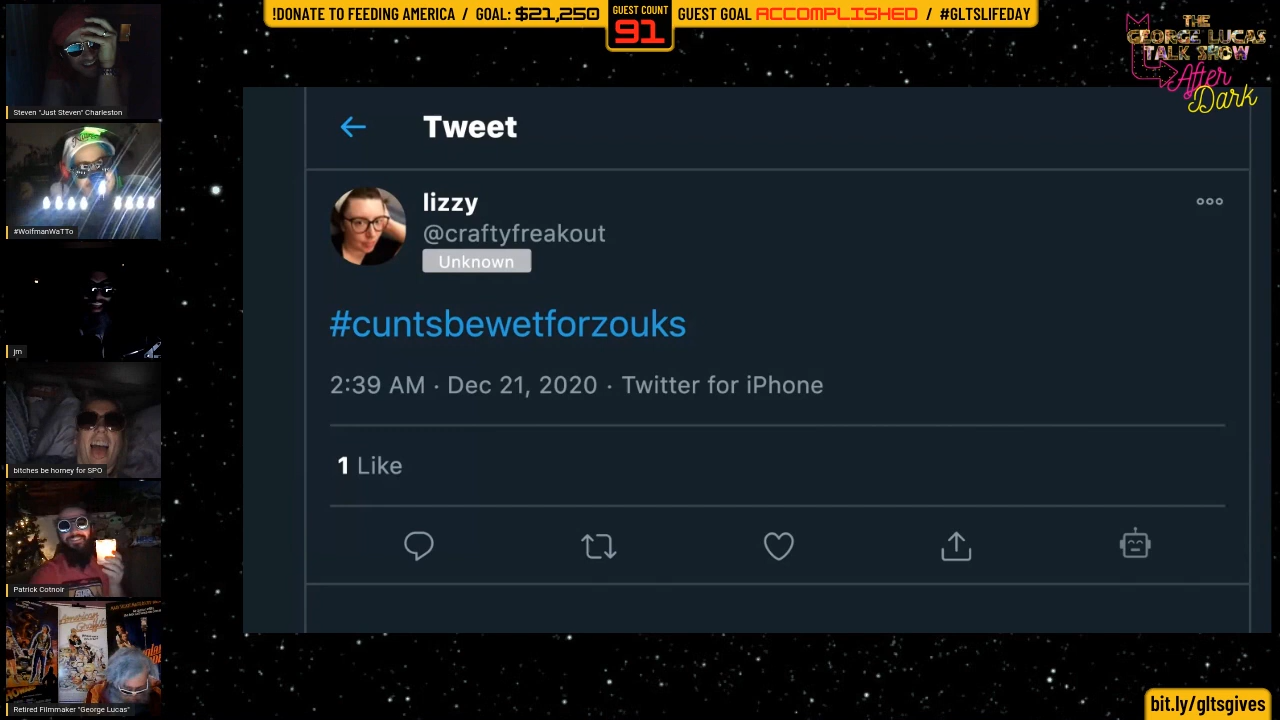 !DONATE TO FEEDING AMERICA / GOAL: $21,250
GUEST COUNT
91
GUEST GOAL ACCOMPLISHED / #GLTSLIFEDAY
THE
GEORGE LUCAS
TALK SHOW
After
Dark
Steven "Just Steven" Charleston
#WolfmanWaTTo
jm
bitches be horney for SPO
Patrick Cotnoir
American Graffiti
Retired Filmmaker "George Lucas"
Tweet
lizzy
@craftyfreakout
Unknown
#cuntsbewetforzouks
2:39 AM · Dec 21, 2020 · Twitter for iPhone
1 Like
bit.ly/gltsgives